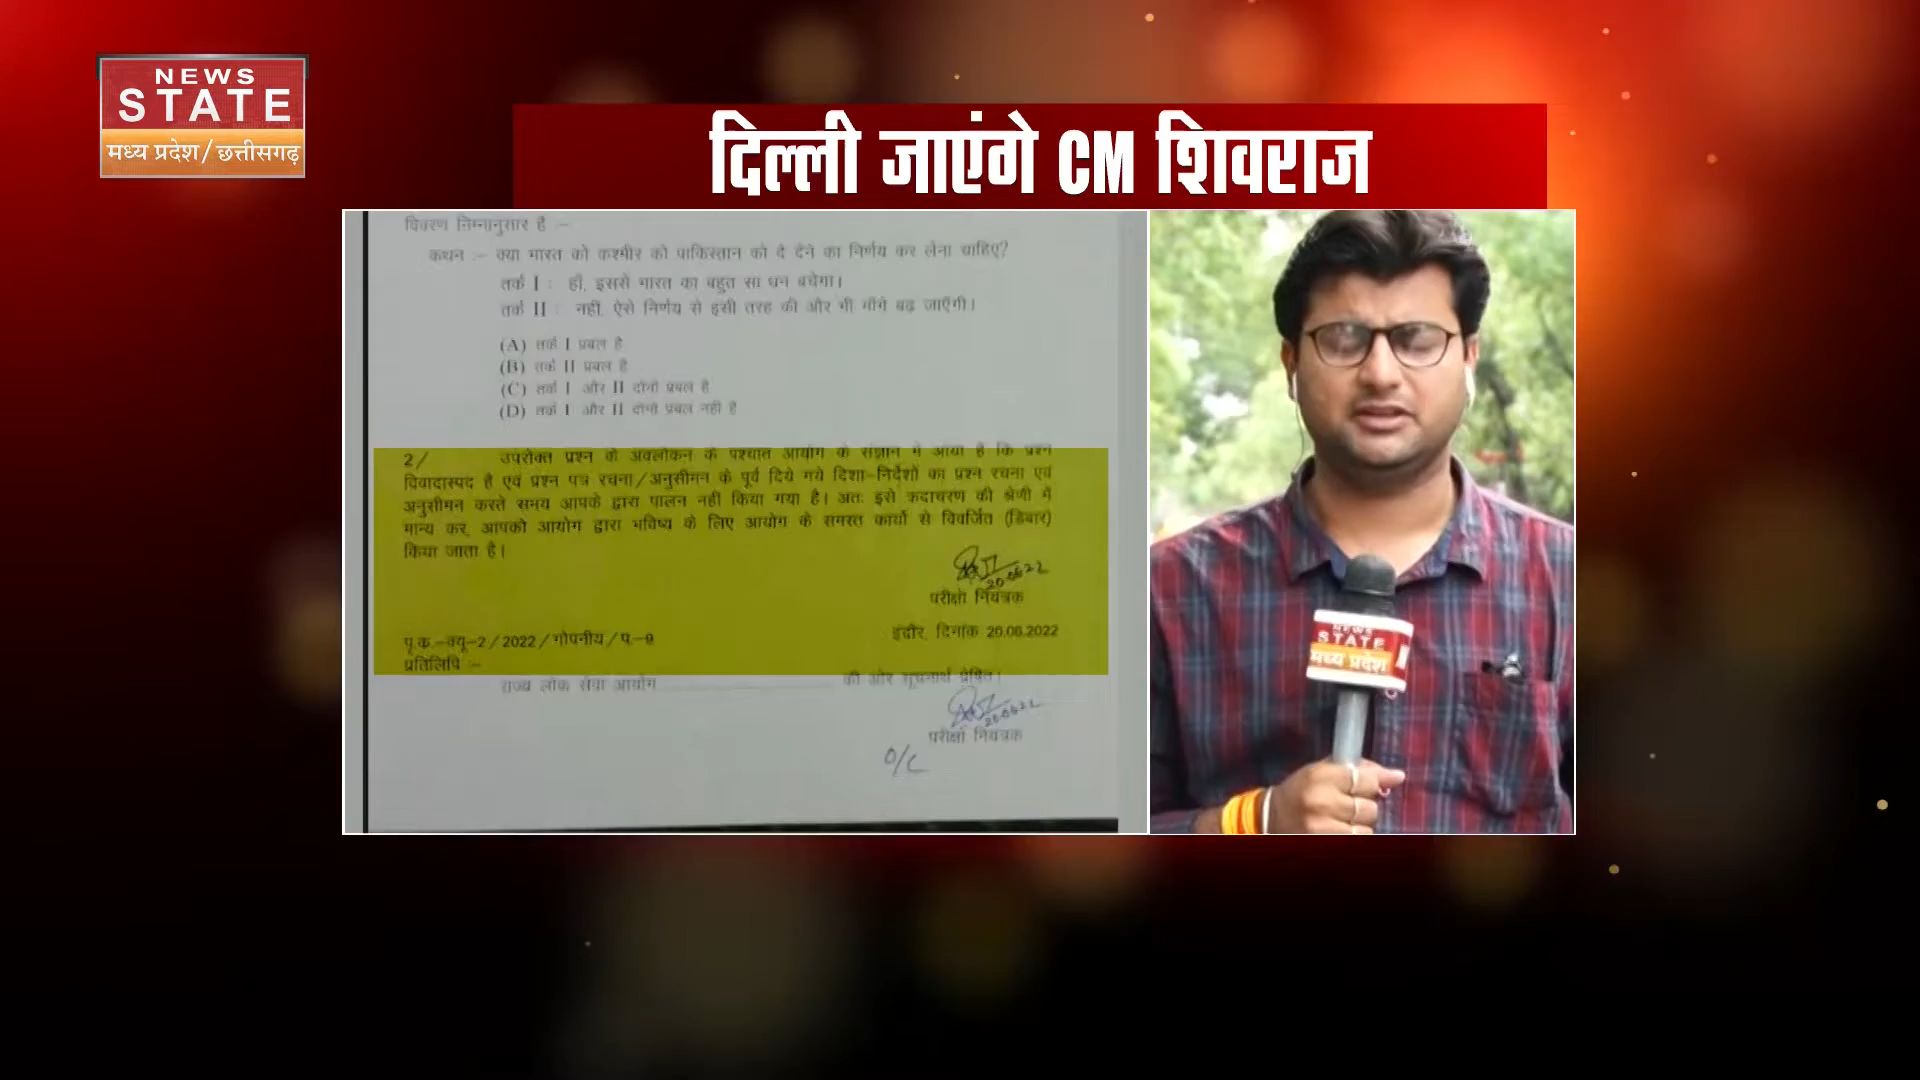 NEWS
STATE
मध्य प्रदेश/छत्तीसगढ़
दिल्ली जाएंगे CM शिवराज
विवरण निम्नानुसार है :–
कथन :– क्या भारत को कश्मीर को पाकिस्तान को दे देने का निर्णय कर लेना चाहिए?
तर्क I : हाँ, इससे भारत का बहुत सा धन बचेगा।
तर्क II : नहीं, ऐसे निर्णय से इसी तरह की और भी माँगे बढ़ जाएँगी।
(A) तर्क I प्रबल है
(B) तर्क II प्रबल है
(C) तर्क I और II दोनों प्रबल है
(D) तर्क I और II दोनों प्रबल नहीं है
2/ उपरोक्त प्रश्न के अवलोकन के पश्चात आयोग के संज्ञान में आया है कि प्रश्न
विवादास्पद है एवं प्रश्न पत्र रचना/अनुसीमन के पूर्व दिये गये दिशा–निर्देशों का प्रश्न रचना एवं
अनुसीमन करते समय आपके द्वारा पालन नहीं किया गया है। अतः इसे कदाचरण की श्रेणी में
मान्य कर, आपको आयोग द्वारा भविष्य के लिए आयोग के समस्त कार्यो से विवर्जित (डिबार)
किया जाता है।
परीक्षा नियंत्रक
पृ.क.–क्यू–2/2022/गोपनीय/प.–9
इंदौर, दिनांक 20.06.2022
प्रतिलिपि :–
राज्य लोक सेवा आयोग
की ओर सूचनार्थ प्रेषित।
परीक्षा नियंत्रक
O/C
NEWS
STATE
मध्य प्रदेश